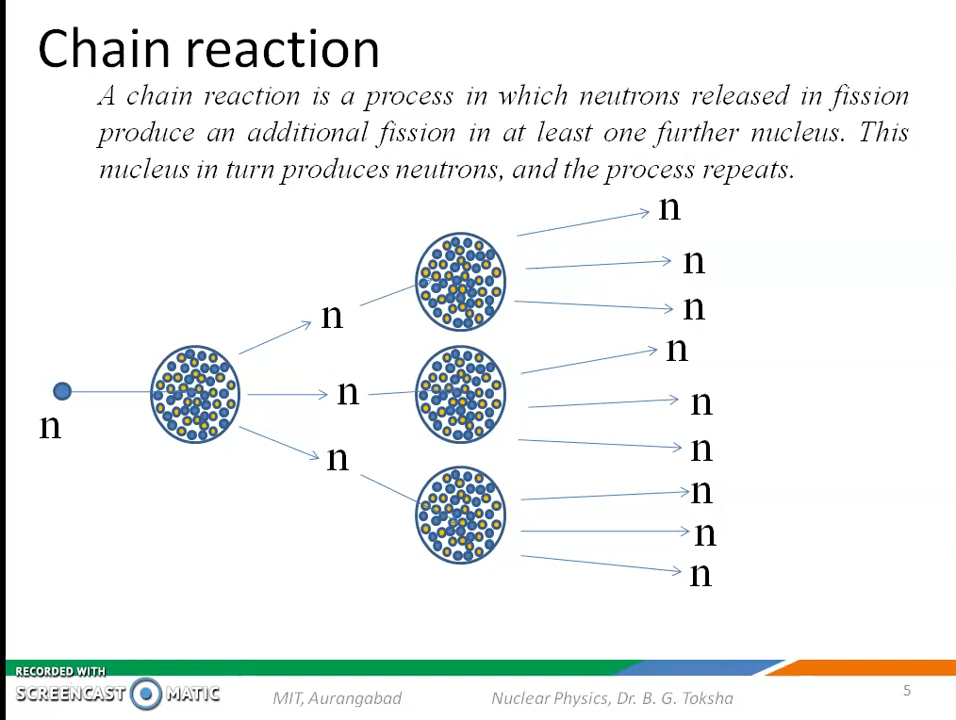 Chain reaction
A chain reaction is a process in which neutrons released in fission
produce an additional fission in at least one further nucleus. This
nucleus in turn produces neutrons, and the process repeats.
n
n
n
n
n
n
n
n
n
n
n
n
n
RECORDED WITH
SCREENCAST MATIC
MIT, Aurangabad
Nuclear Physics, Dr. B. G. Toksha
5